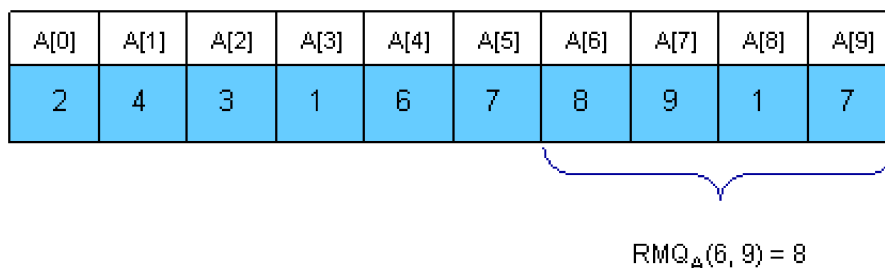 A[0] A[1] A[2] A[3] A[4] A[5] A[6] A[7] A[8] A[9]
2 4 3 1 6 7 8 9 1 7
RMQA(6, 9) = 8